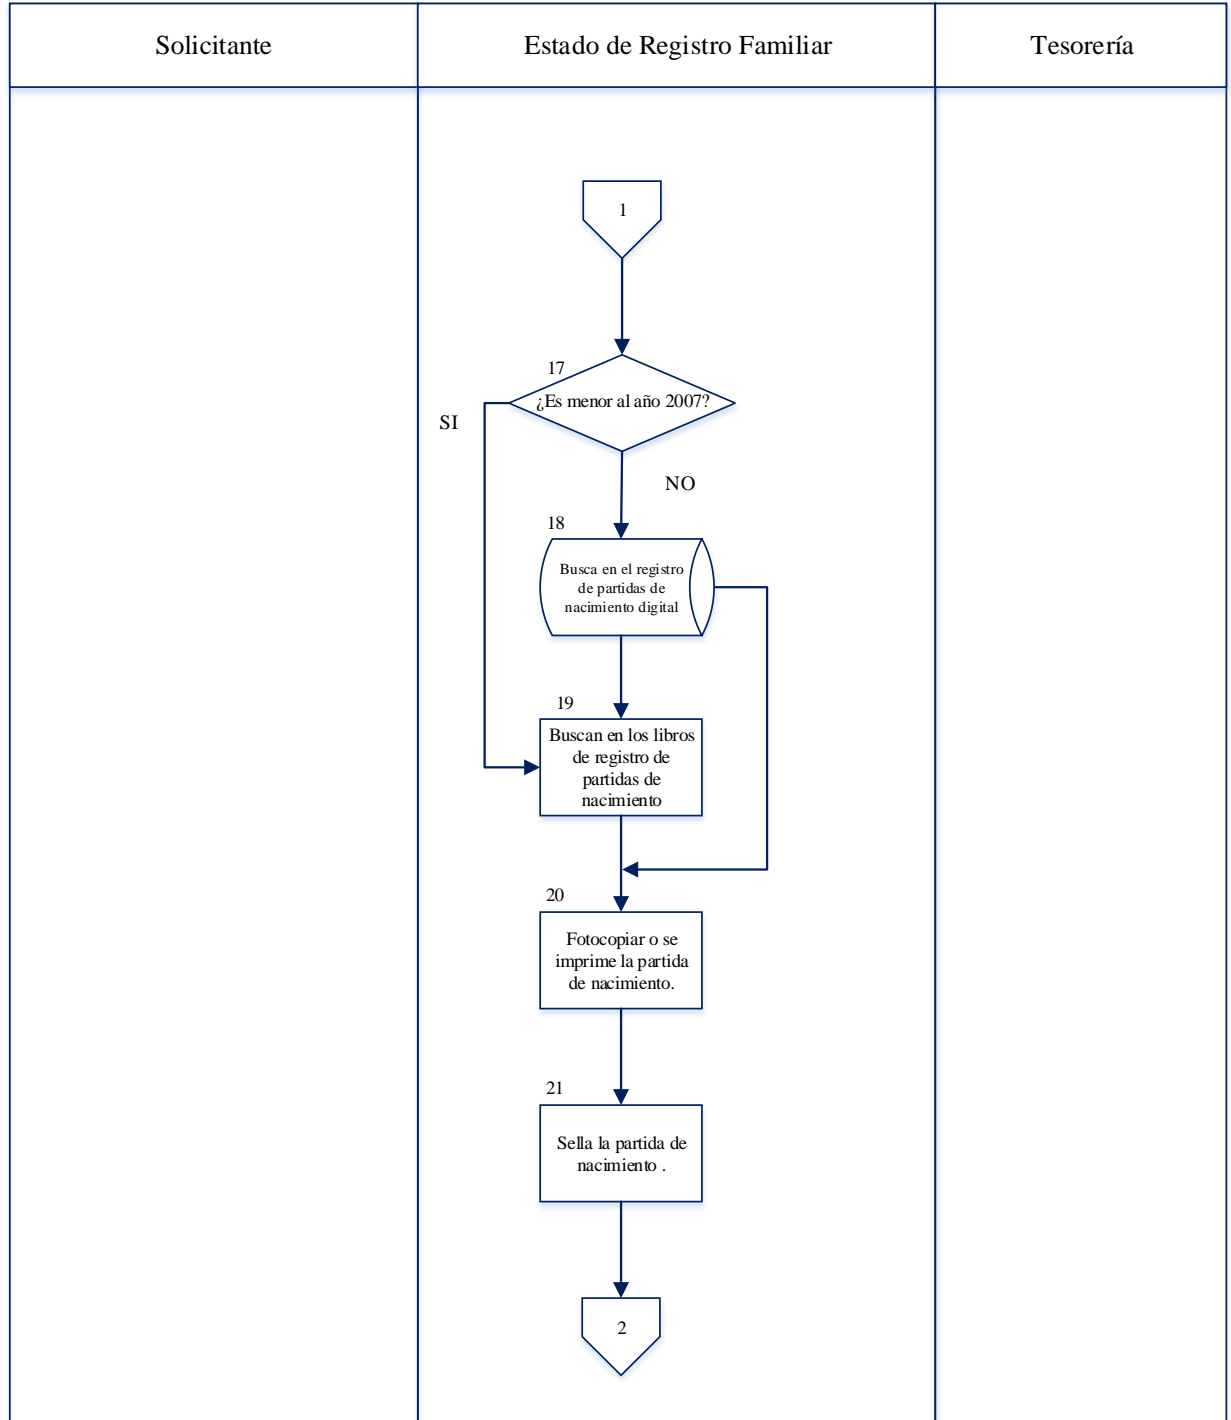 Solicitante
Estado de Registro Familiar
Tesorería
1
17
¿Es menor al año 2007?
SI
NO
18
Busca en el registro
de partidas de
nacimiento digital
19
Buscan en los libros
de registro de
partidas de
nacimiento
20
Fotocopiar o se
imprime la partida
de nacimiento.
21
Sella la partida de
nacimiento .
2